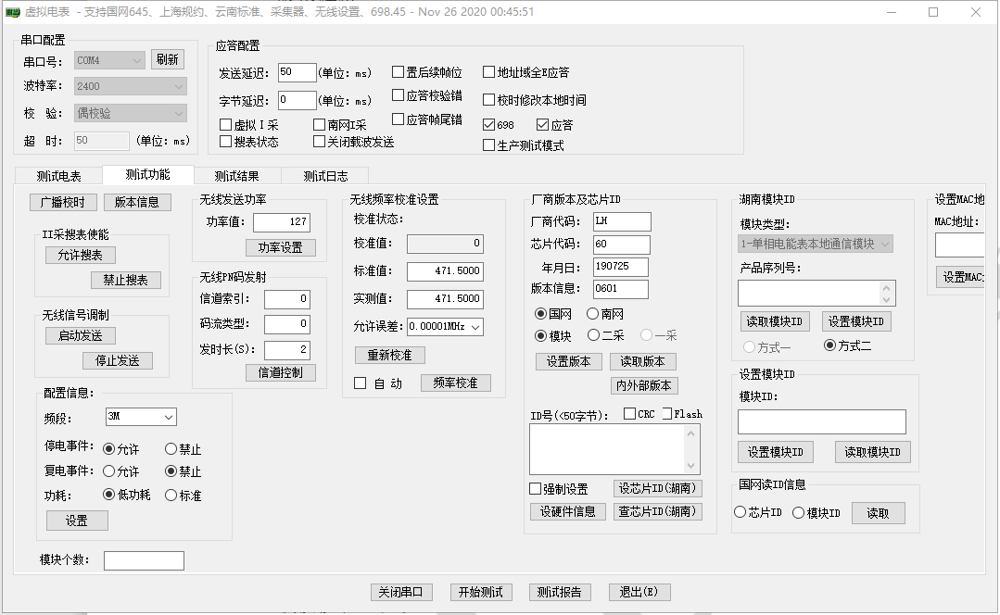 虚拟电表 - 支持国网645、上海规约、云南标准、采集器、无线设置、698.45 - Nov 26 2020 00:45:51
串口配置
串口号： COM4 刷新
波特率： 2400
校 验： 偶校验
超 时： 50 (单位：ms)
应答配置
发送延迟： 50 (单位：ms) 置后续帧位 地址域全E应答
字节延迟： 0 (单位：ms) 应答校验错 校时修改本地时间
虚拟Ⅰ采 南网I采 应答帧尾错 698 应答
搜表状态 关闭载波发送 生产测试模式
测试电表 测试功能 测试结果 测试日志
广播校时 版本信息
II采搜表使能
允许搜表
禁止搜表
无线信号调制
启动发送
停止发送
配置信息：
频段： 3M
停电事件： 允许 禁止
复电事件： 允许 禁止
功耗： 低功耗 标准
设置
模块个数：
无线发送功率
功率值： 127
功率设置
无线PN码发射
信道索引： 0
码流类型： 0
发时长(S)： 2
信道控制
无线频率校准设置
校准状态：
校准值： 0
标准值： 471.5000
实测值： 471.5000
允许误差： 0.00001MHz
重新校准
自 动 频率校准
厂商版本及芯片ID
厂商代码： LH
芯片代码： 60
年月日： 190725
版本信息： 0601
国网 南网
模块 二采 一采
设置版本 读取版本
内外部版本
ID号(<50字节)： CRC Flash
强制设置 设芯片ID(湖南)
设硬件信息 查芯片ID(湖南)
湖南模块ID
模块类型：
1-单相电能表本地通信模块
产品序列号：
读取模块ID 设置模块ID
方式一 方式二
设置模块ID
模块ID：
设置模块ID 读取模块ID
国网读ID信息
芯片ID 模块ID 读取
设置MAC地
MAC地址：
设置MAC
关闭串口 开始测试 测试报告 退出(E)